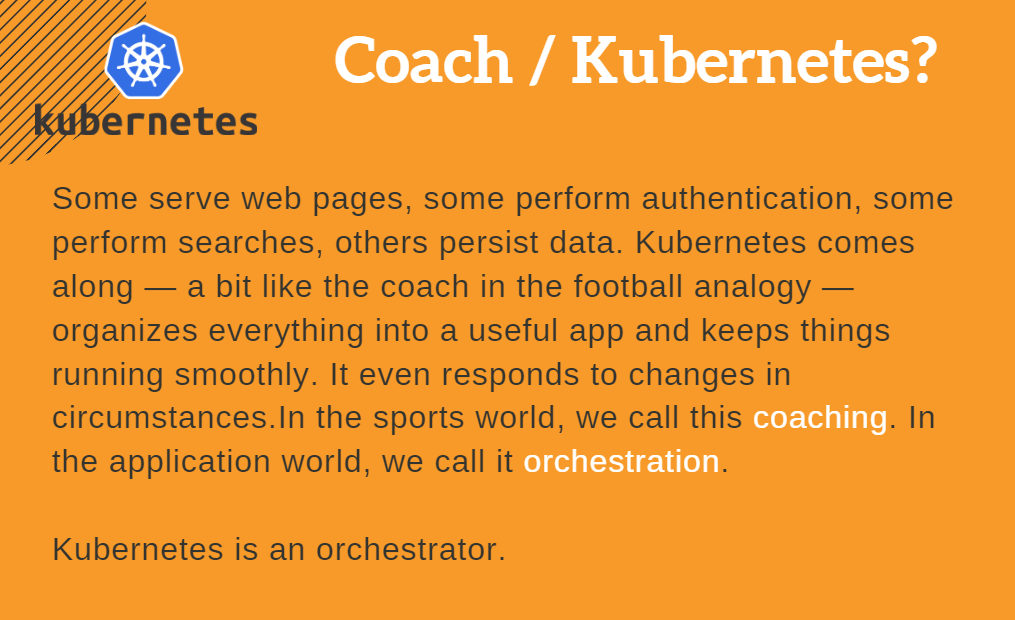 Coach / Kubernetes?
kubernetes
Some serve web pages, some perform authentication, some
perform searches, others persist data. Kubernetes comes
along — a bit like the coach in the football analogy —
organizes everything into a useful app and keeps things
running smoothly. It even responds to changes in
circumstances.In the sports world, we call this coaching. In
the application world, we call it orchestration.
Kubernetes is an orchestrator.